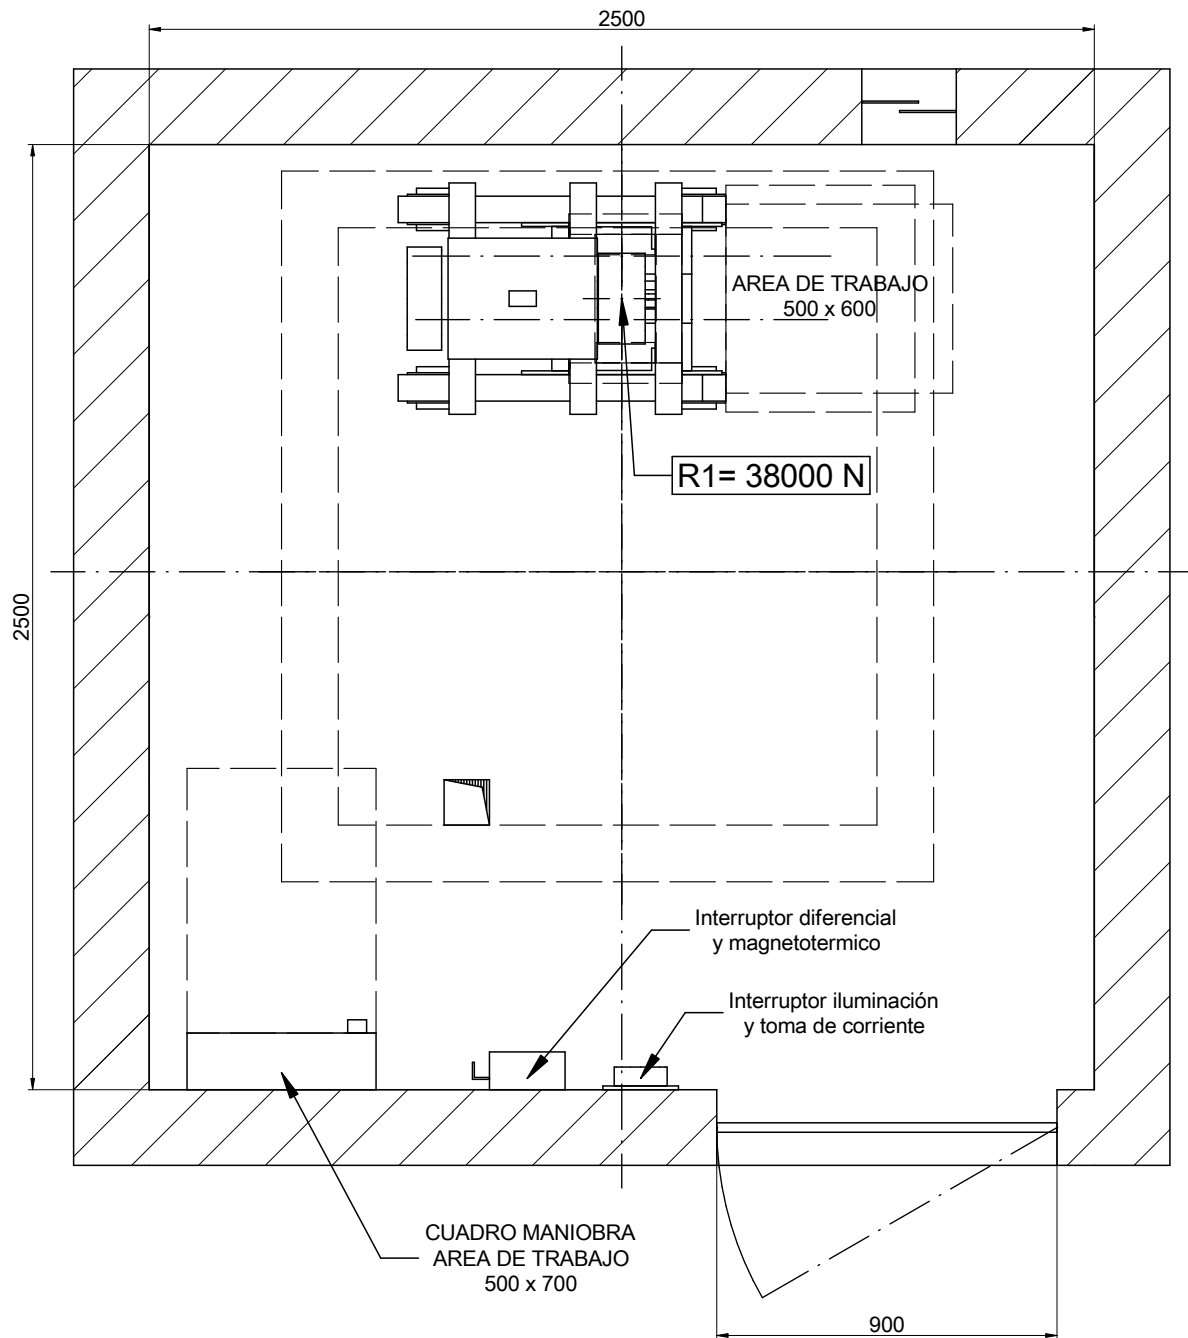 2500
AREA DE TRABAJO
500 x 600
R1= 38000 N
2500
Interruptor diferencial
y magnetotermico
Interruptor iluminación
y toma de corriente
CUADRO MANIOBRA
AREA DE TRABAJO
500 x 700
900